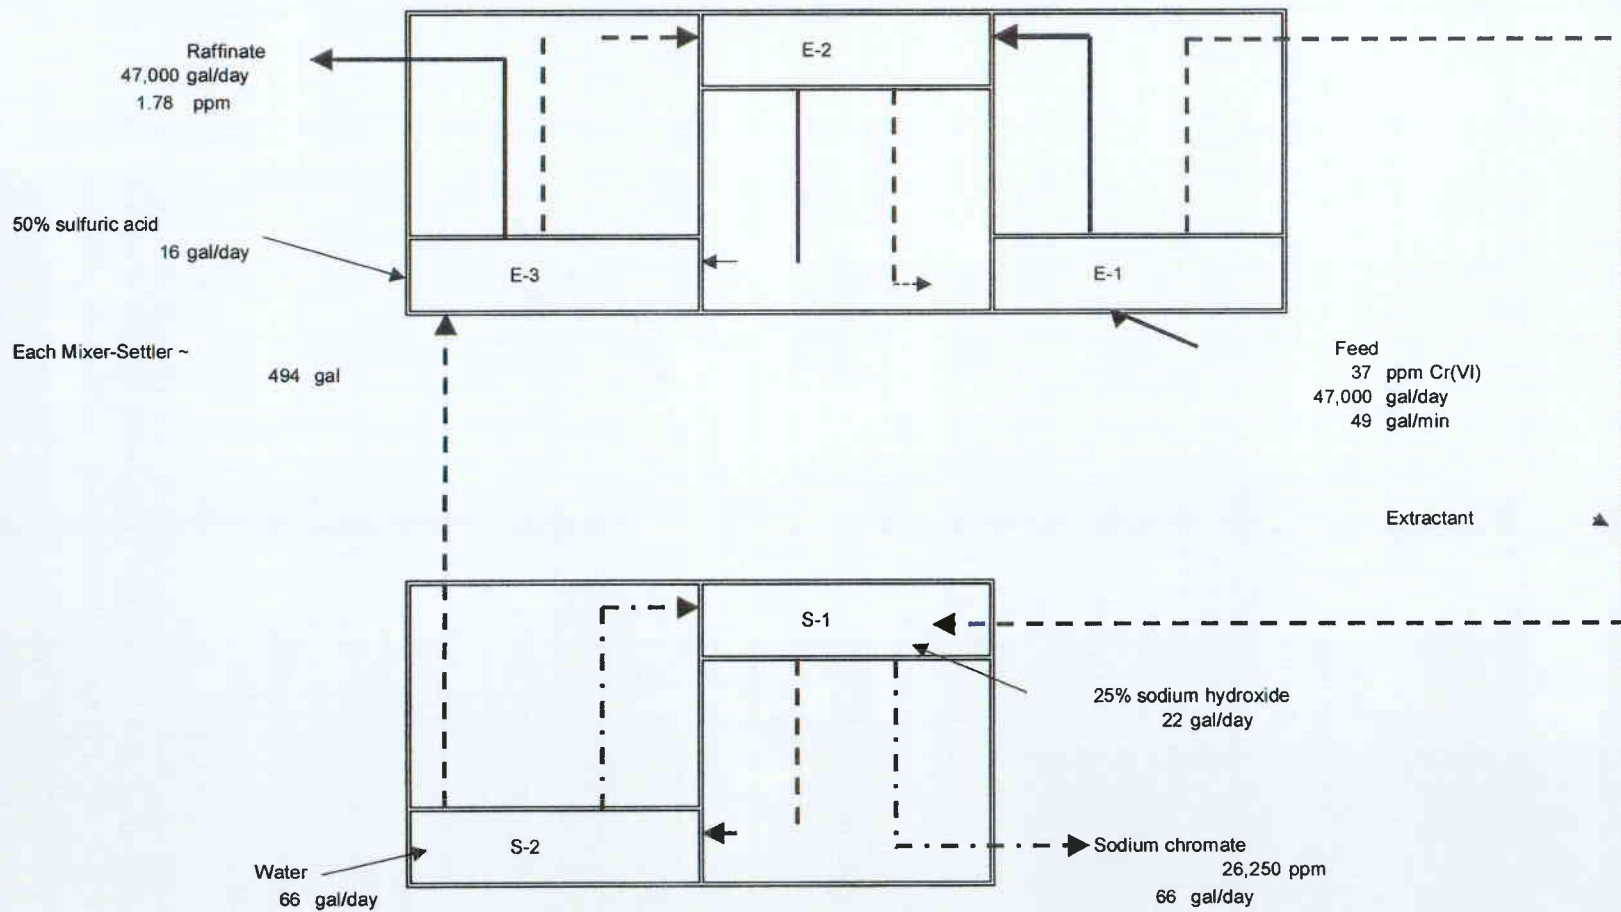 Raffinate
47,000 gal/day
1.78 ppm
E-2
50% sulfuric acid
16 gal/day
E-3
E-1
Each Mixer-Settler ~
494 gal
Feed
37 ppm Cr(VI)
47,000 gal/day
49 gal/min
Extractant
S-1
25% sodium hydroxide
22 gal/day
S-2
Water
66 gal/day
Sodium chromate
26,250 ppm
66 gal/day